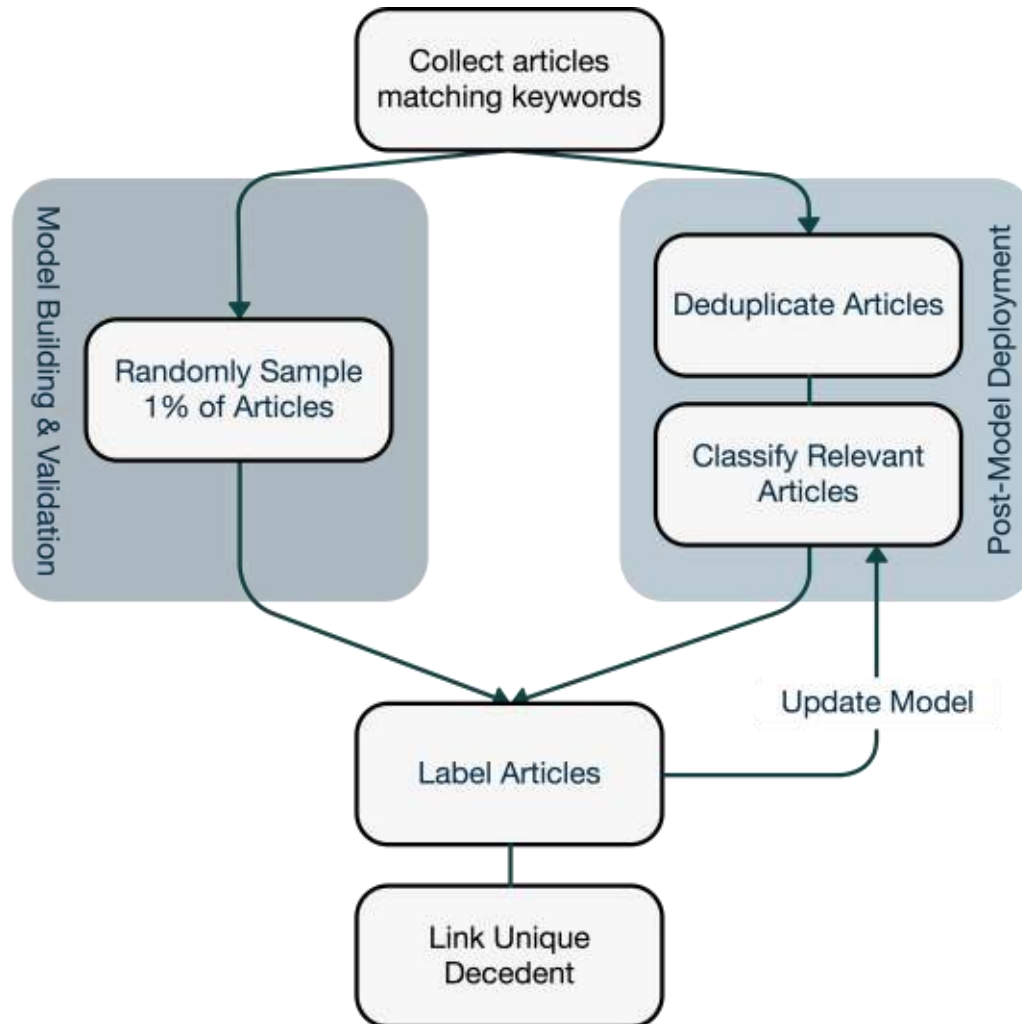 Collect articles
matching keywords
Model Building & Validation
Randomly Sample
1% of Articles
Deduplicate Articles
Classify Relevant
Articles
Post-Model Deployment
Update Model
Label Articles
Link Unique
Decedent